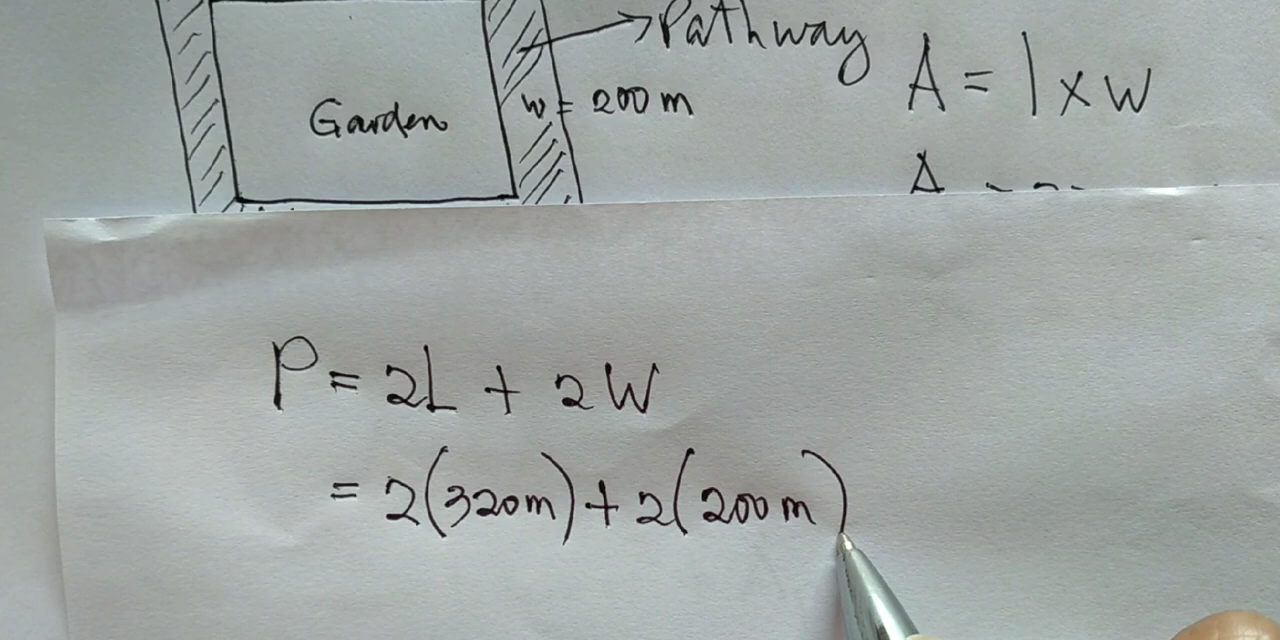 Pathway
A = l x w
Garden
w = 200 m
P = 2L + 2W
= 2(320m) + 2(200m)